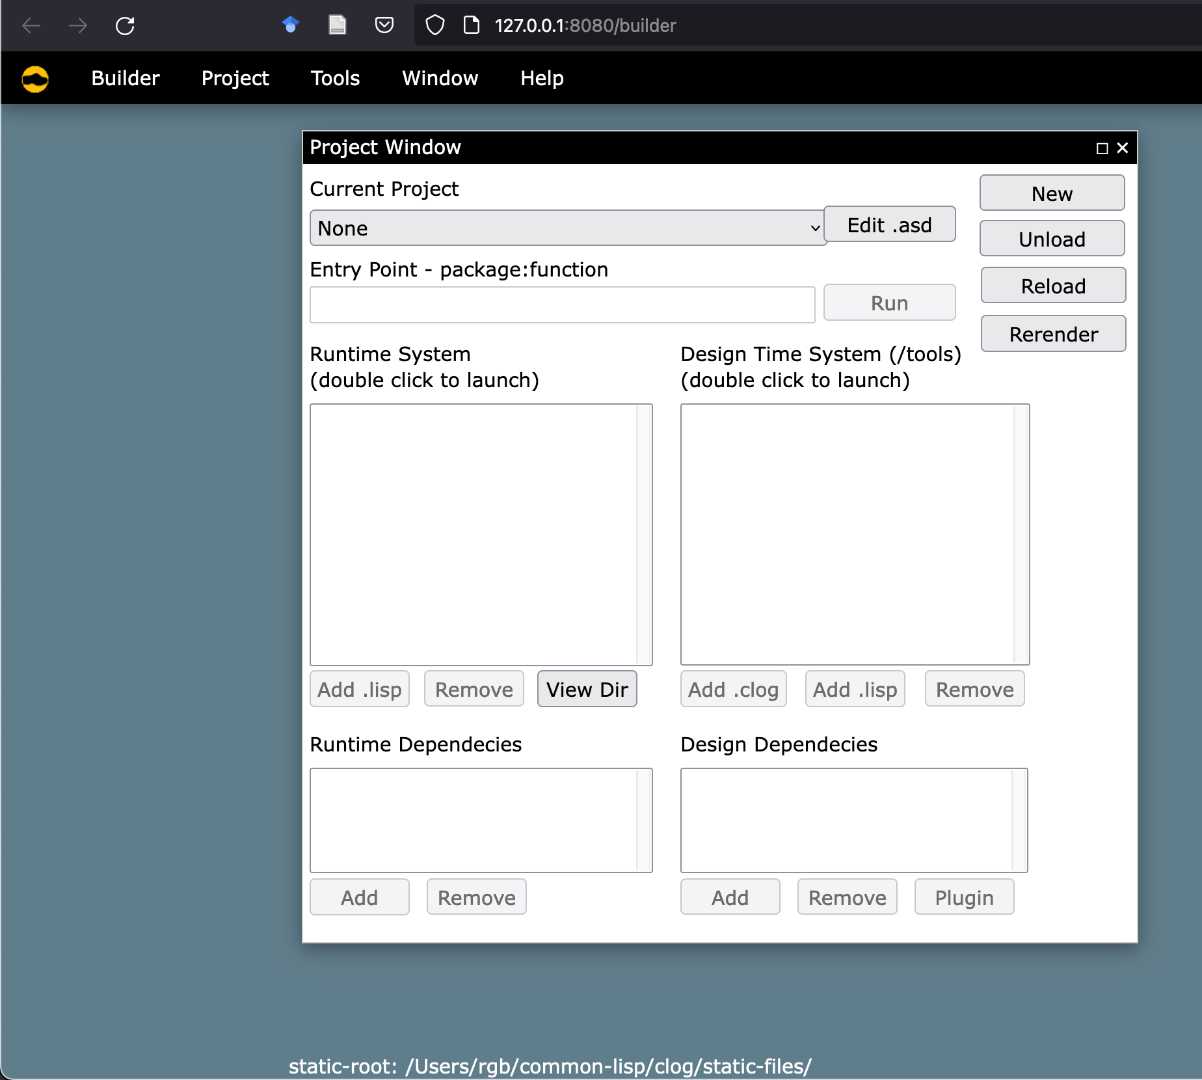 127.0.0.1:8080/builder
Builder Project Tools Window Help
Project Window
Current Project
New
None
Edit .asd
Unload
Entry Point - package:function
Run
Reload
Rerender
Runtime System
(double click to launch)
Design Time System (/tools)
(double click to launch)
Add .lisp Remove View Dir
Add .clog Add .lisp Remove
Runtime Dependecies
Design Dependecies
Add Remove
Add Remove Plugin
static-root: /Users/rgb/common-lisp/clog/static-files/